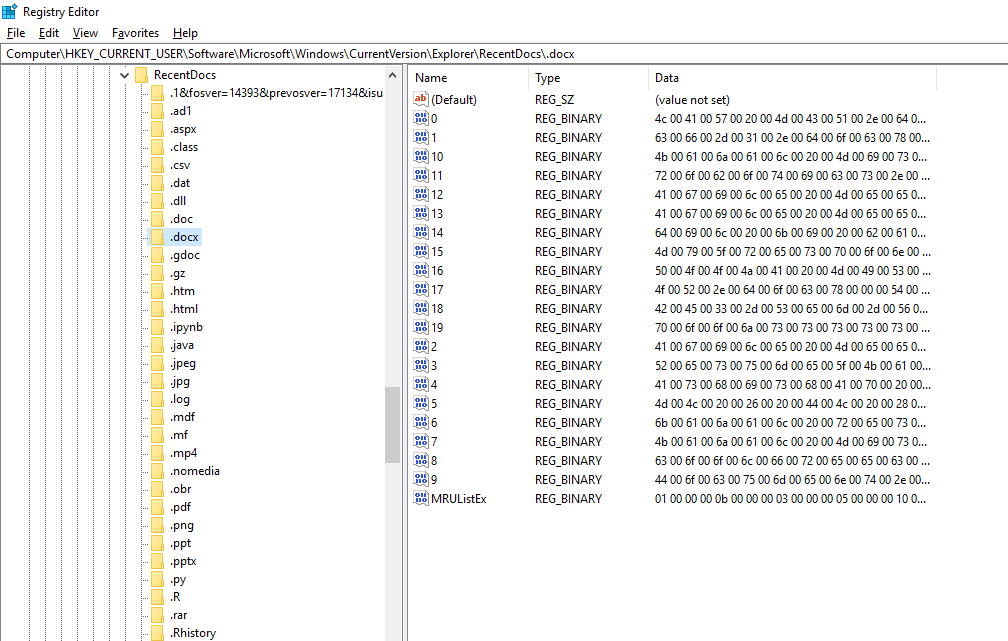 Registry Editor
File Edit View Favorites Help
Computer\HKEY_CURRENT_USER\Software\Microsoft\Windows\CurrentVersion\Explorer\RecentDocs\.docx
RecentDocs
.1&fosver=14393&prevosver=17134&isu
.ad1
.aspx
.class
.csv
.dat
.dll
.doc
.docx
.gdoc
.gz
.htm
.html
.ipynb
.java
.jpeg
.jpg
.log
.mdf
.mf
.mp4
.nomedia
.obr
.pdf
.png
.ppt
.pptx
.py
.R
.rar
.Rhistory
Name Type Data
(Default) REG_SZ (value not set)
0 REG_BINARY 4c 00 41 00 57 00 20 00 4d 00 43 00 51 00 2e 00 64 0...
1 REG_BINARY 63 00 66 00 2d 00 31 00 2e 00 64 00 6f 00 63 00 78 00...
10 REG_BINARY 4b 00 61 00 6a 00 61 00 6c 00 20 00 4d 00 69 00 73 0...
11 REG_BINARY 72 00 6f 00 62 00 6f 00 74 00 69 00 63 00 73 00 2e 00 ...
12 REG_BINARY 41 00 67 00 69 00 6c 00 65 00 20 00 4d 00 65 00 65 0...
13 REG_BINARY 41 00 67 00 69 00 6c 00 65 00 20 00 4d 00 65 00 65 0...
14 REG_BINARY 64 00 69 00 6c 00 20 00 6b 00 69 00 20 00 62 00 61 0...
15 REG_BINARY 4d 00 79 00 5f 00 72 00 65 00 73 00 70 00 6f 00 6e 00 ...
16 REG_BINARY 50 00 4f 00 4f 00 4a 00 41 00 20 00 4d 00 49 00 53 00 ...
17 REG_BINARY 4f 00 52 00 2e 00 64 00 6f 00 63 00 78 00 00 00 54 00 ...
18 REG_BINARY 42 00 45 00 33 00 2d 00 53 00 65 00 6d 00 2d 00 56 0...
19 REG_BINARY 70 00 6f 00 6f 00 6a 00 73 00 73 00 73 00 73 00 73 00 ...
2 REG_BINARY 41 00 67 00 69 00 6c 00 65 00 20 00 4d 00 65 00 65 0...
3 REG_BINARY 52 00 65 00 73 00 75 00 6d 00 65 00 5f 00 4b 00 61 00...
4 REG_BINARY 41 00 73 00 68 00 69 00 73 00 68 00 41 00 70 00 20 00...
5 REG_BINARY 4d 00 4c 00 20 00 26 00 20 00 44 00 4c 00 20 00 28 0...
6 REG_BINARY 6b 00 61 00 6a 00 61 00 6c 00 20 00 72 00 65 00 73 0...
7 REG_BINARY 4b 00 61 00 6a 00 61 00 6c 00 20 00 4d 00 69 00 73 0...
8 REG_BINARY 63 00 6f 00 6f 00 6c 00 66 00 72 00 65 00 65 00 63 00 ...
9 REG_BINARY 44 00 6f 00 63 00 75 00 6d 00 65 00 6e 00 74 00 2e 00...
MRUListEx REG_BINARY 01 00 00 00 0b 00 00 00 03 00 00 00 05 00 00 00 10 0...